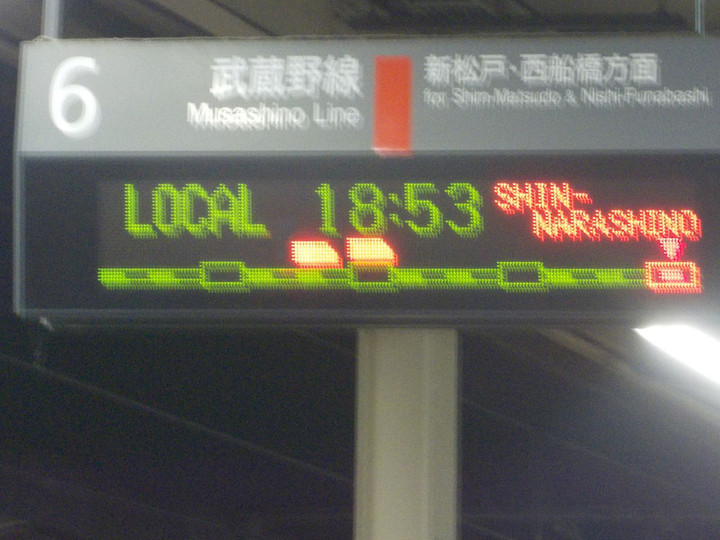 6
武蔵野線
Musashino Line
新松戸・西船橋方面
for Shim-Matsudo & Nishi-Funabashi
LOCAL 18:53 SHIN-
NARASHINO